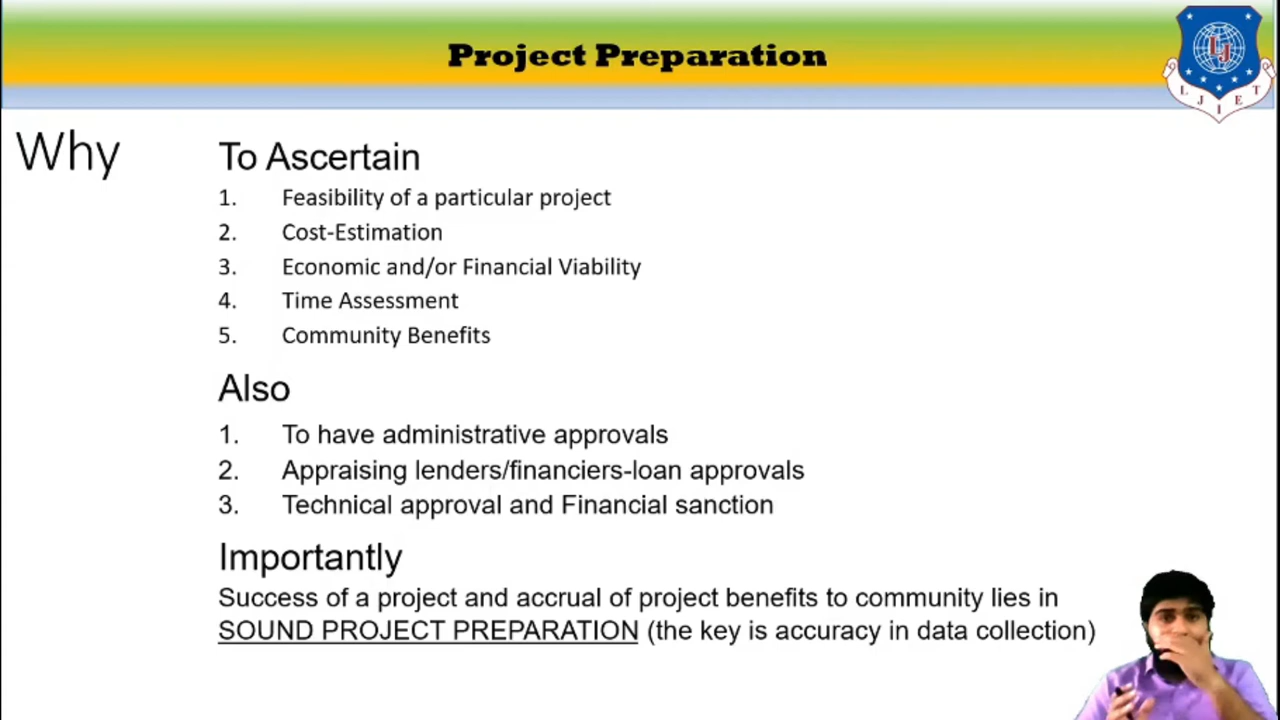 Project Preparation
LJ
L J I E T
Why
To Ascertain
1. Feasibility of a particular project
2. Cost-Estimation
3. Economic and/or Financial Viability
4. Time Assessment
5. Community Benefits
Also
1. To have administrative approvals
2. Appraising lenders/financiers-loan approvals
3. Technical approval and Financial sanction
Importantly
Success of a project and accrual of project benefits to community lies in
SOUND PROJECT PREPARATION (the key is accuracy in data collection)